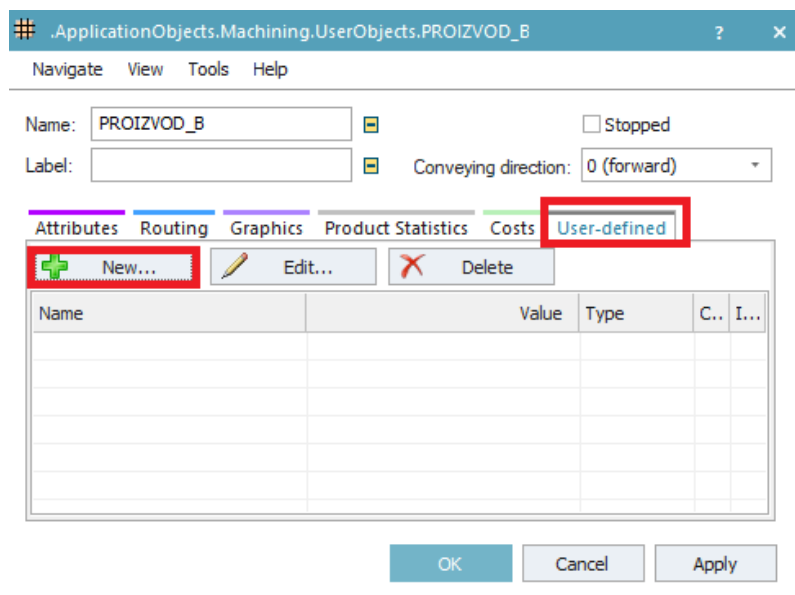 .ApplicationObjects.Machining.UserObjects.PROIZVOD_B ? ×
Navigate View Tools Help
Name: PROIZVOD_B Stopped
Label: Conveying direction: 0 (forward)
Attributes Routing Graphics Product Statistics Costs User-defined
New... Edit... Delete
Name Value Type C.. I...
OK Cancel Apply